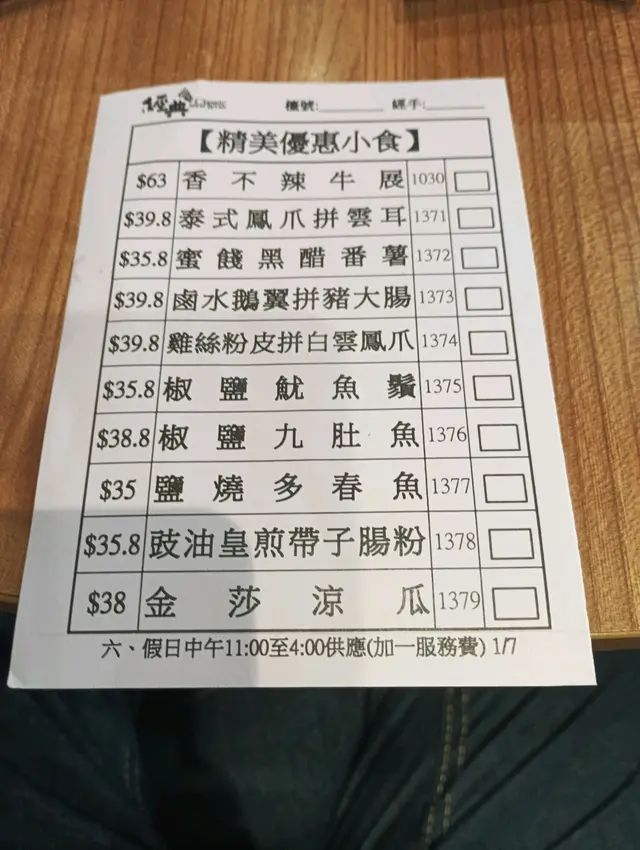 經典 櫃號:________ 經手:________
【精美優惠小食】
$63 香不辣牛展 1030
$39.8 泰式鳳爪拼雲耳 1371
$35.8 蜜餞黑醋番薯 1372
$39.8 鹵水鵝翼拼豬大腸 1373
$39.8 雞絲粉皮拼白雲鳳爪 1374
$35.8 椒鹽魷魚鬚 1375
$38.8 椒鹽九肚魚 1376
$35 鹽燒多春魚 1377
$35.8 豉油皇煎帶子腸粉 1378
$38 金莎涼瓜 1379
六、假日中午11:00至4:00供應(加一服務費) 1/7